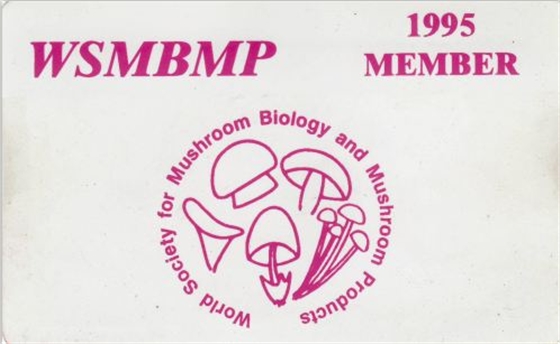 WSMBMP
1995
MEMBER
World Society for Mushroom Biology and Mushroom Products